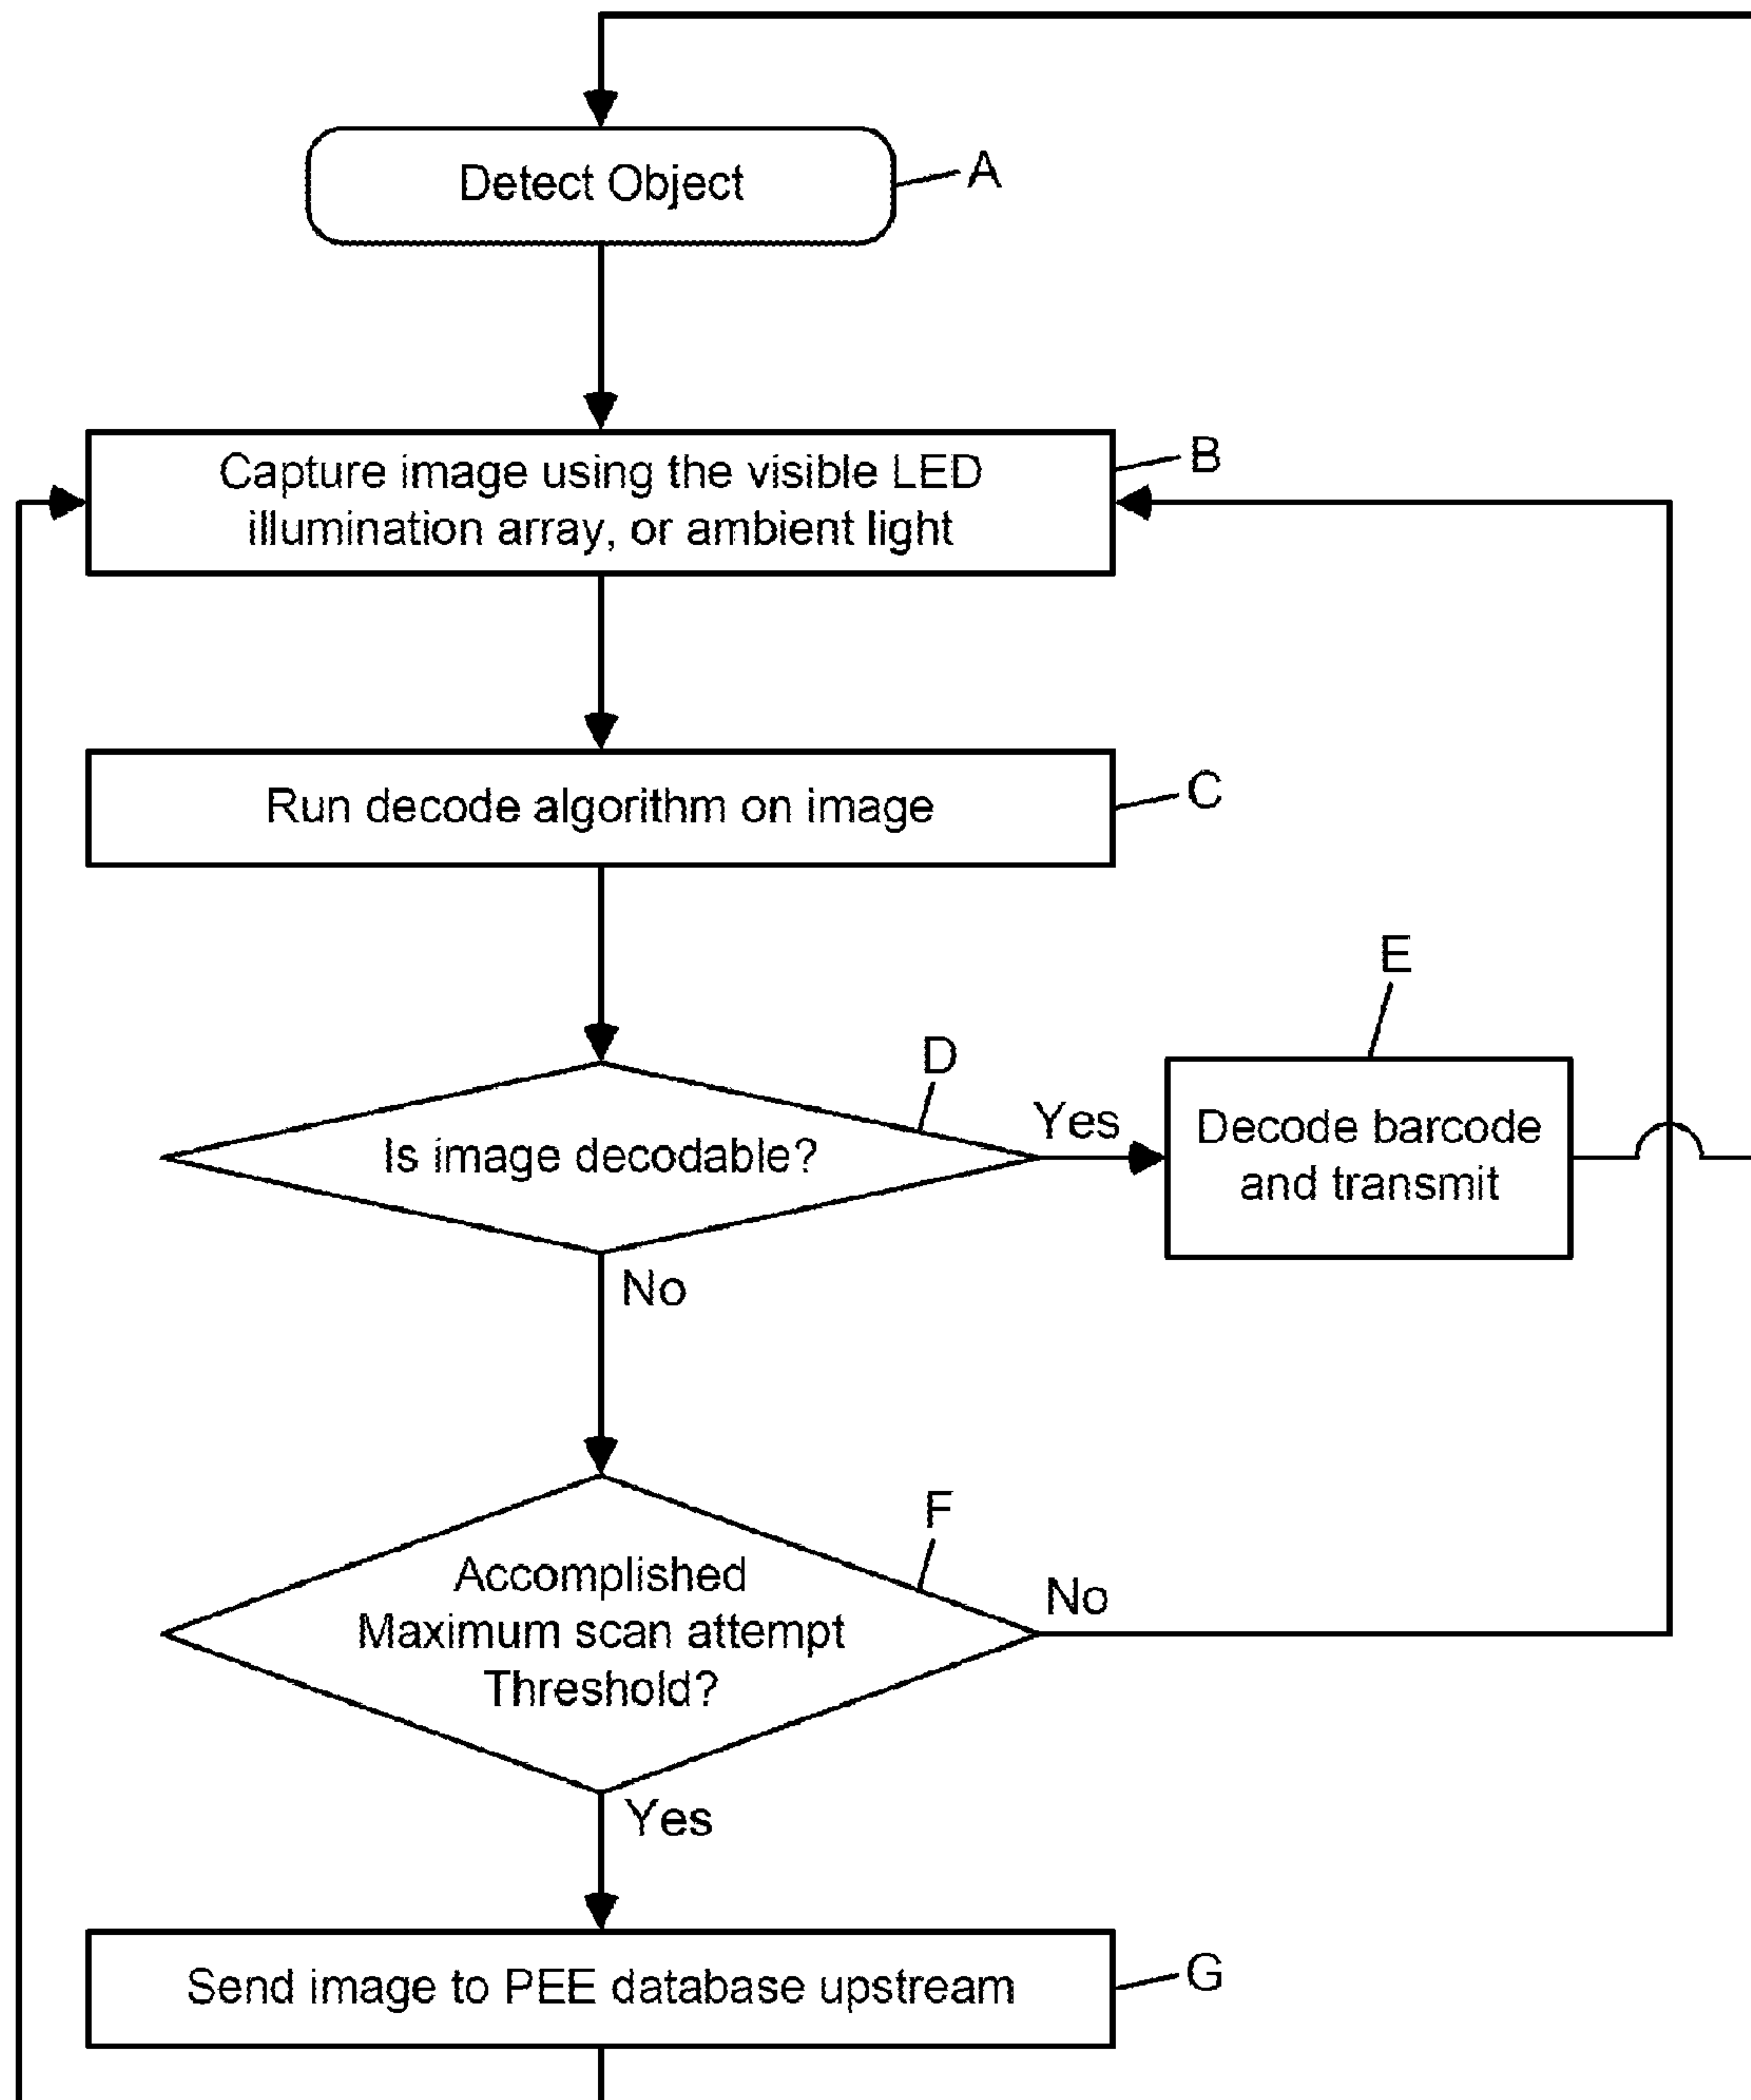 Detect Object
A
Capture image using the visible LED
illumination array, or ambient light
B
Run decode algorithm on image
C
Is image decodable?
D
Yes
No
Decode barcode
and transmit
E
Accomplished
Maximum scan attempt
Threshold?
F
No
Yes
Send image to PEE database upstream
G